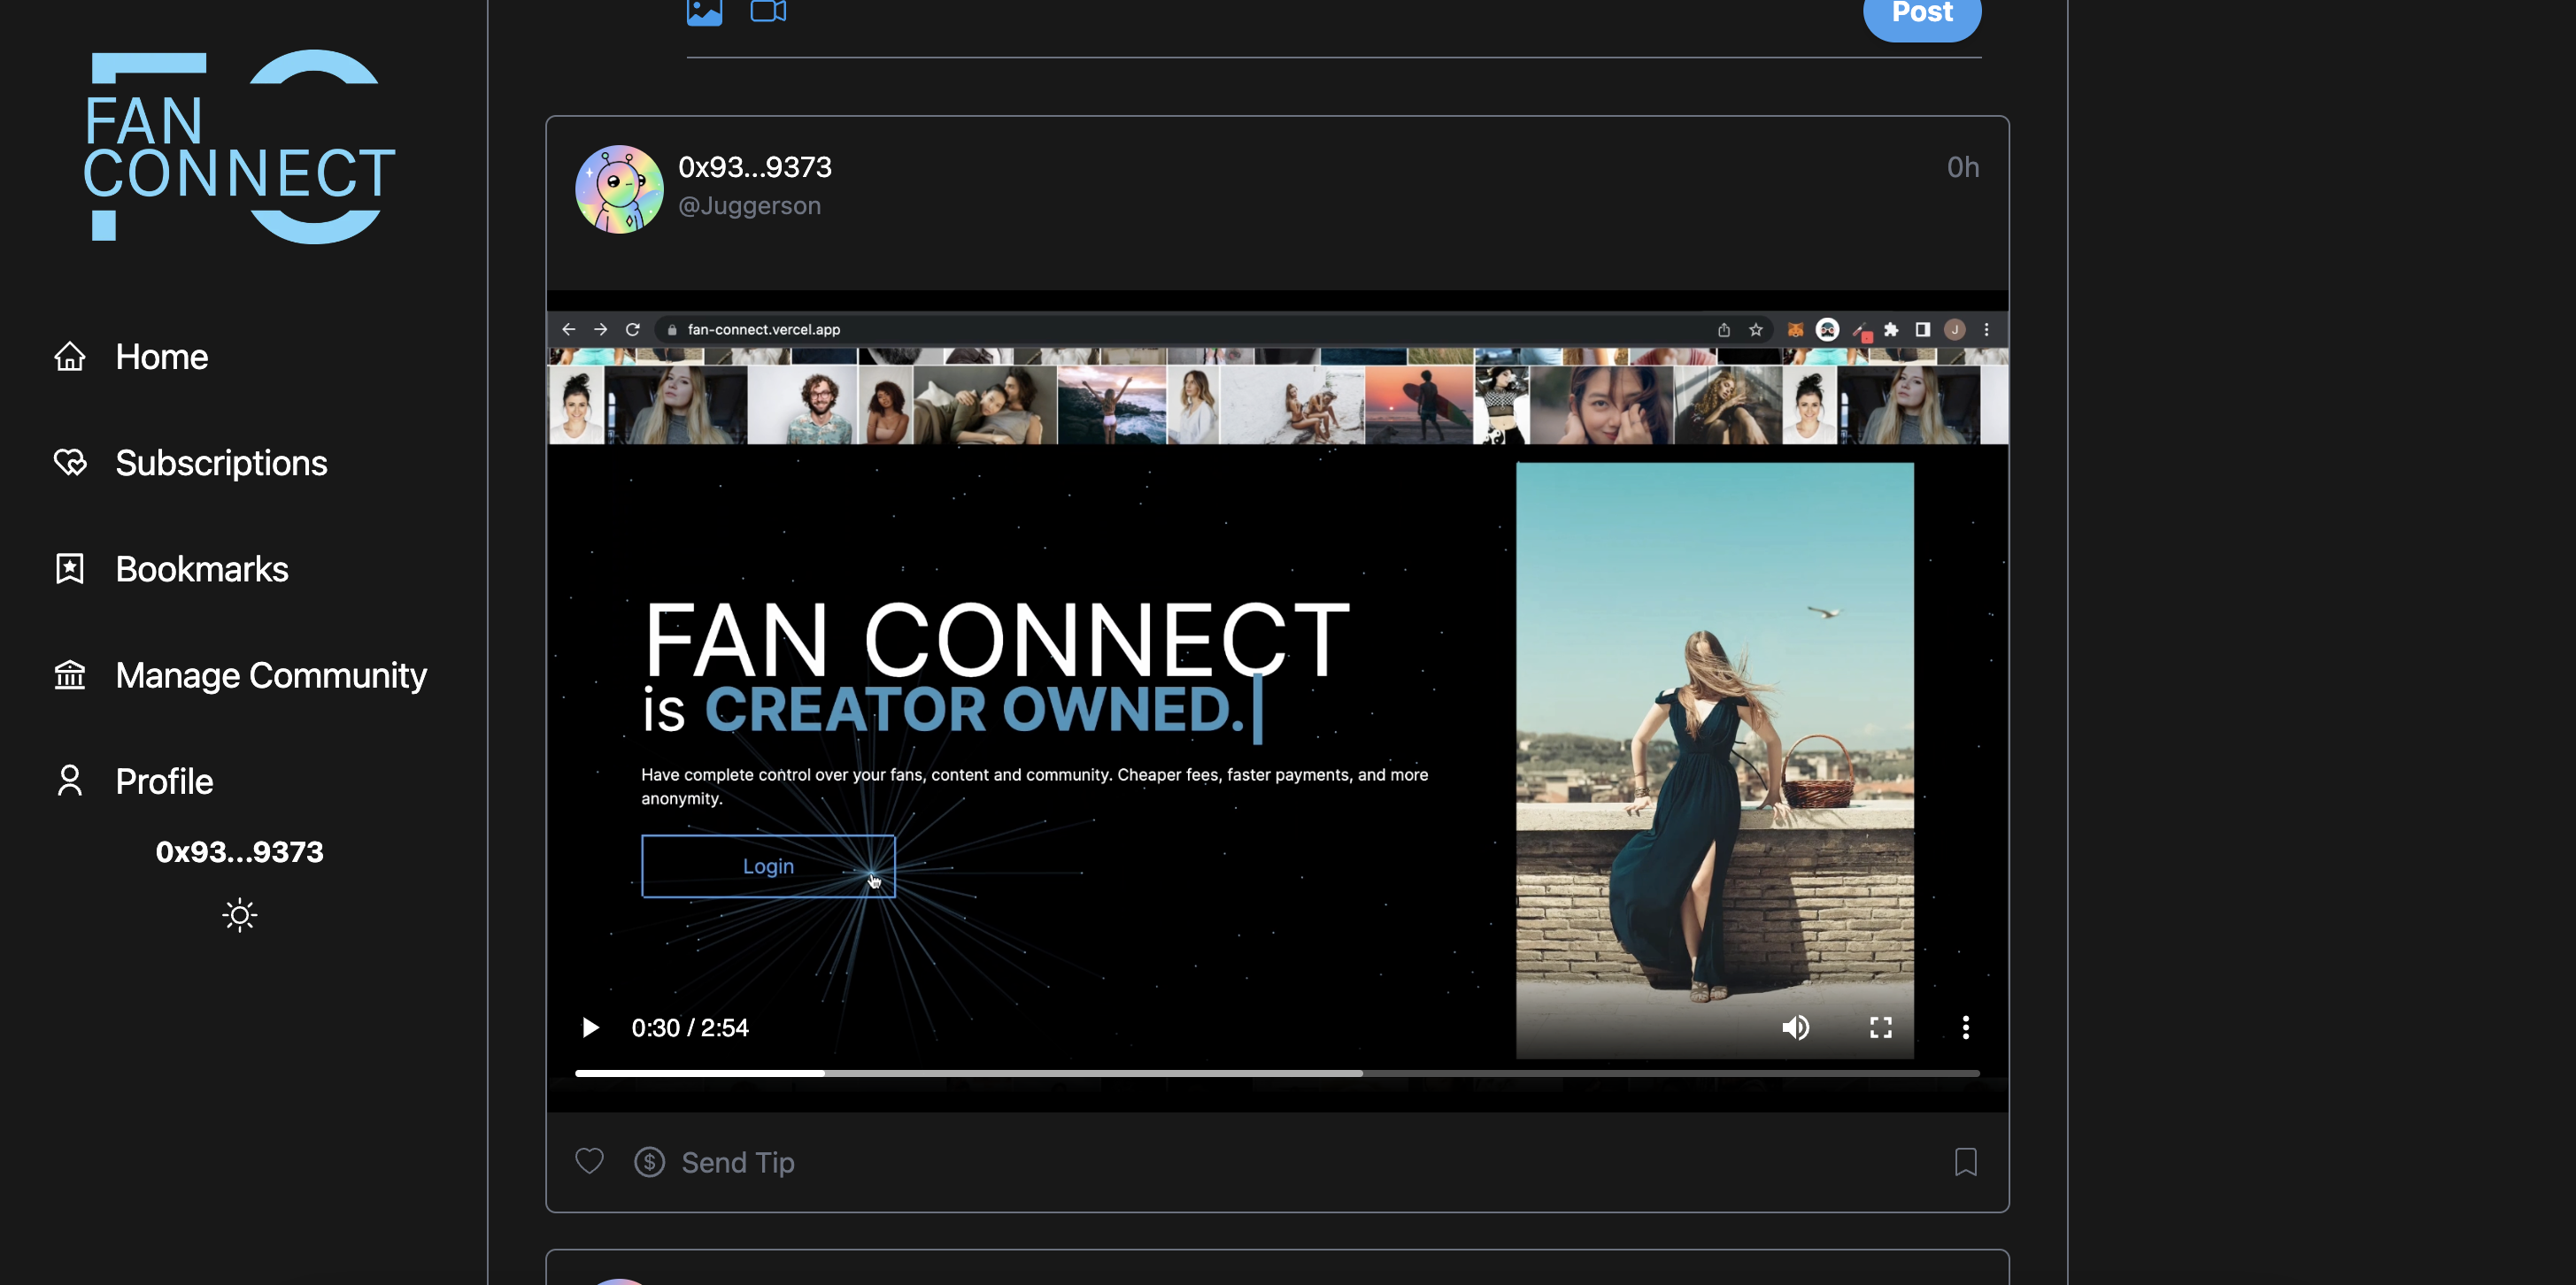 FAN
CONNECT
Home
Subscriptions
Bookmarks
Manage Community
Profile
0x93...9373
Post
0x93...9373
@Juggerson
0h
fan-connect.vercel.app
J
FAN CONNECT
is CREATOR OWNED.
Have complete control over your fans, content and community. Cheaper fees, faster payments, and more
anonymity.
Login
0:30 / 2:54
Send Tip